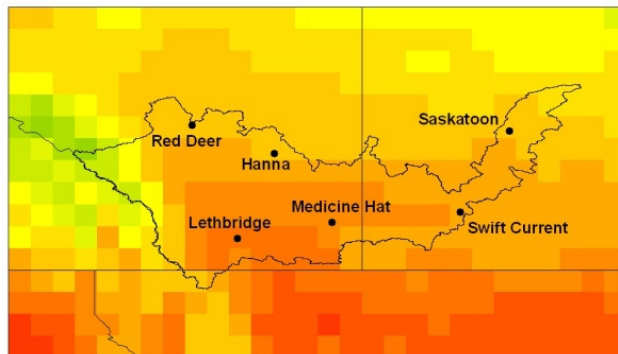 Saskatoon
Red Deer
Hanna
Medicine Hat
Lethbridge
Swift Current